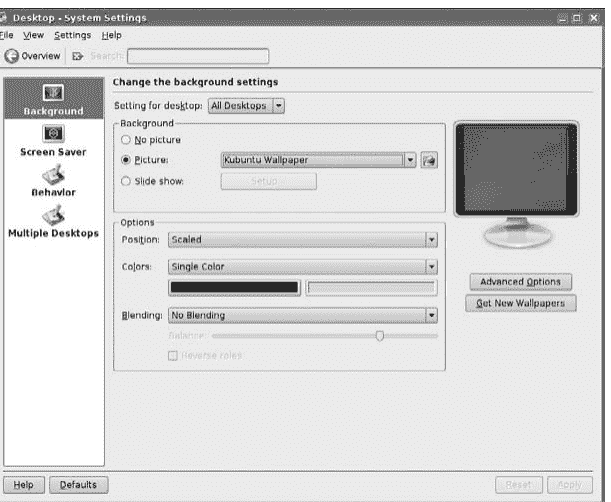 Desktop - System Settings
File View Settings Help
Overview Search:
Change the background settings
Background
Setting for desktop: All Desktops
Background
No picture
Screen Saver
Picture: Kubuntu Wallpaper
Slide show: Setup...
Behavior
Multiple Desktops
Options
Position: Scaled
Colors: Single Color
Advanced Options
Get New Wallpapers
Blending: No Blending
Balance:
Reverse roles
Help Defaults Reset Apply